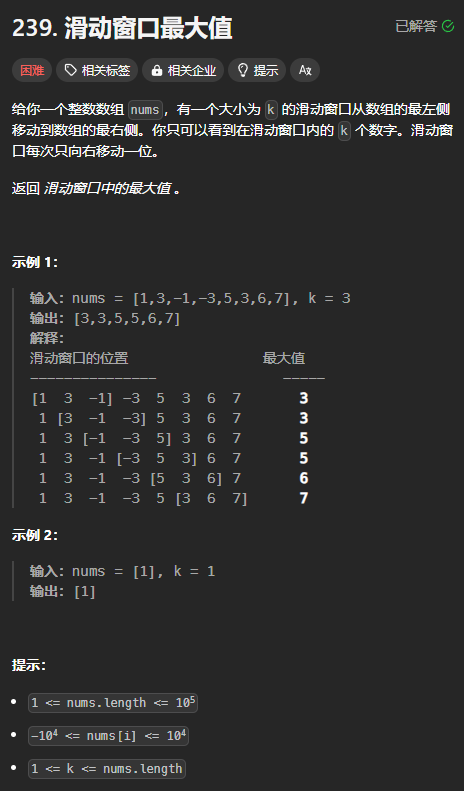 239. 滑动窗口最大值
已解答
困难 相关标签 相关企业 提示 Az
给你一个整数数组 nums，有一个大小为 k 的滑动窗口从数组的最左侧
移动到数组的最右侧。你只可以看到在滑动窗口内的 k 个数字。滑动窗
口每次只向右移动一位。
返回 滑动窗口中的最大值 。
示例 1：
输入：nums = [1,3,-1,-3,5,3,6,7], k = 3
输出：[3,3,5,5,6,7]
解释：
滑动窗口的位置 最大值
--------------- -----
[1 3 -1] -3 5 3 6 7 3
1 [3 -1 -3] 5 3 6 7 3
1 3 [-1 -3 5] 3 6 7 5
1 3 -1 [-3 5 3] 6 7 5
1 3 -1 -3 [5 3 6] 7 6
1 3 -1 -3 5 [3 6 7] 7
示例 2：
输入：nums = [1], k = 1
输出：[1]
提示：
• 1 <= nums.length <= 10⁵
• -10⁴ <= nums[i] <= 10⁴
• 1 <= k <= nums.length